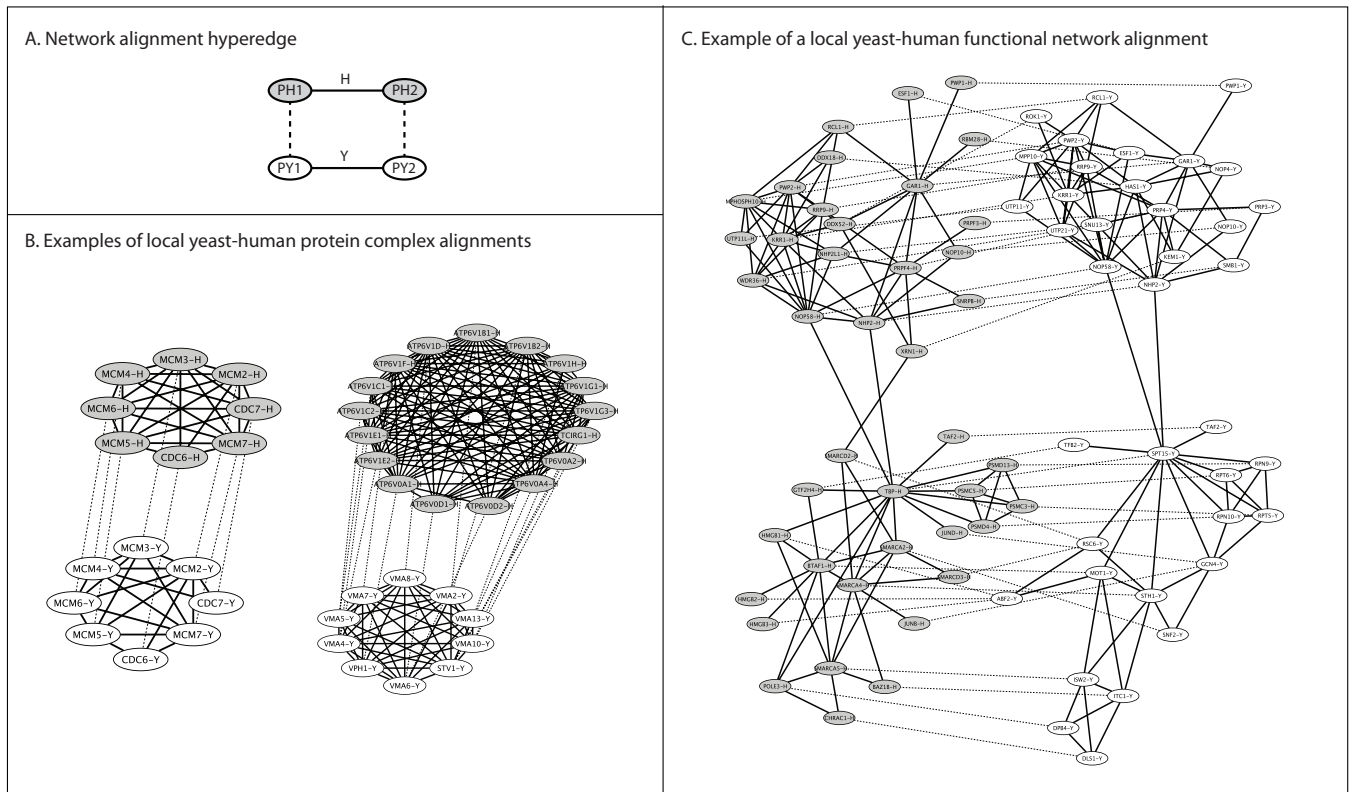 A. Network alignment hyperedge
H
PH1
PH2
Y
PY1
PY2
B. Examples of local yeast-human protein complex alignments
MCM3-H
MCM4-H
MCM2-H
MCM6-H
CDC7-H
MCM5-H
MCM7-H
CDC6-H
MCM3-Y
MCM4-Y
MCM2-Y
MCM6-Y
CDC7-Y
MCM5-Y
MCM7-Y
CDC6-Y
ATP6V1B1-H
ATP6V1D-H
ATP6V1B2-H
ATP6V1F-H
ATP6V1H-H
ATP6V1C1-H
ATP6V1G1-H
ATP6V1C2-H
ATP6V1G3-H
ATP6V1E1-H
TCIRG1-H
ATP6V1E2-H
TP6V0A2-H
ATP6V0A1-H
ATP6V0A4-H
ATP6V0D1-H
ATP6V0D2-H
VMA8-Y
VMA7-Y
VMA2-Y
VMA5-Y
VMA13-Y
VMA4-Y
VMA10-Y
VPH1-Y
STV1-Y
VMA6-Y
C. Example of a local yeast-human functional network alignment
PWP1-H
ESF1-H
RCL1-H
RBM28-H
DDX18-H
PWP2-H
GAR1-H
MPHOSPH10-H
RRP9-H
DDX52-H
PRPF3-H
UTP11L-H
KRR1-H
NHP2L1-H
NOP10-H
WDR36-H
PRPF4-H
SNRPB-H
NOP58-H
NHP2-H
XRN1-H
PWP1-Y
RCL1-Y
ROK1-Y
PWP2-Y
MPP10-Y
ESF1-Y
RRP9-Y
GAR1-Y
NOP4-Y
HAS1-Y
KRR1-Y
UTP11-Y
PRP4-Y
PRP3-Y
UTP21-Y
SNU13-Y
NOP10-Y
KEM1-Y
NOP58-Y
SMB1-Y
NHP2-Y
TAF2-H
SMARCD2-H
PSMD13-H
GTF2H4-H
TBP-H
PSMC5-H
PSMC3-H
PSMD4-H
JUND-H
HMGB1-H
SMARCA2-H
BTAF1-H
SMARCD3-H
SMARCA4-H
HMGB2-H
HMGB3-H
JUNB-H
SMARCA5-H
POLE3-H
BAZ1B-H
CHRAC1-H
TAF2-Y
TFB2-Y
SPT15-Y
RPN9-Y
RPT6-Y
RPN10-Y
RPT5-Y
RSC6-Y
GCN4-Y
MOT1-Y
ABF2-Y
STH1-Y
SNF2-Y
ISW2-Y
ITC1-Y
DPB4-Y
DLS1-Y